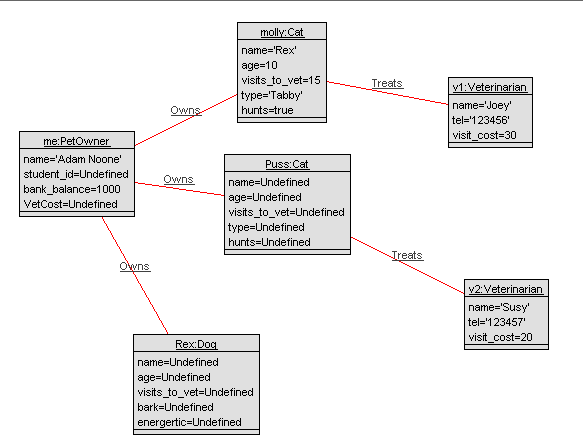 molly:Cat
name='Rex'
age=10
visits_to_vet=15
type='Tabby'
hunts=true
Treats
v1:Veterinarian
name='Joey'
tel='123456'
visit_cost=30
Owns
me:PetOwner
name='Adam Noone'
student_id=Undefined
bank_balance=1000
VetCost=Undefined
Owns
Puss:Cat
name=Undefined
age=Undefined
visits_to_vet=Undefined
type=Undefined
hunts=Undefined
Treats
v2:Veterinarian
name='Susy'
tel='123457'
visit_cost=20
Owns
Rex:Dog
name=Undefined
age=Undefined
visits_to_vet=Undefined
bark=Undefined
energertic=Undefined